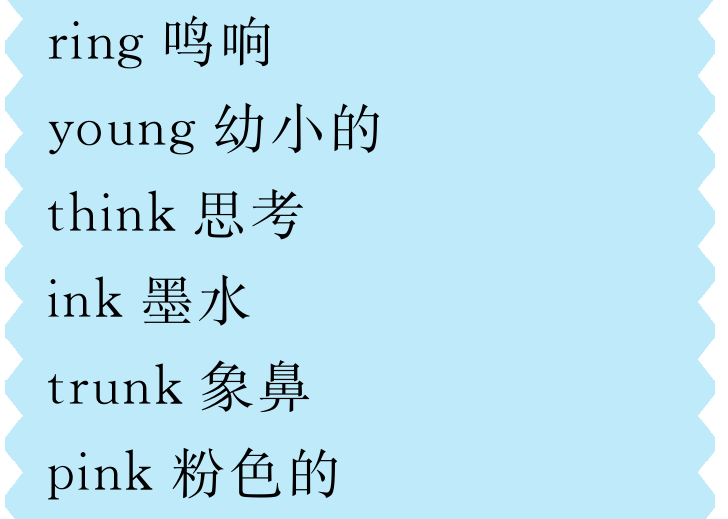 ring 鸣响
young 幼小的
think 思考
ink 墨水
trunk 象鼻
pink 粉色的